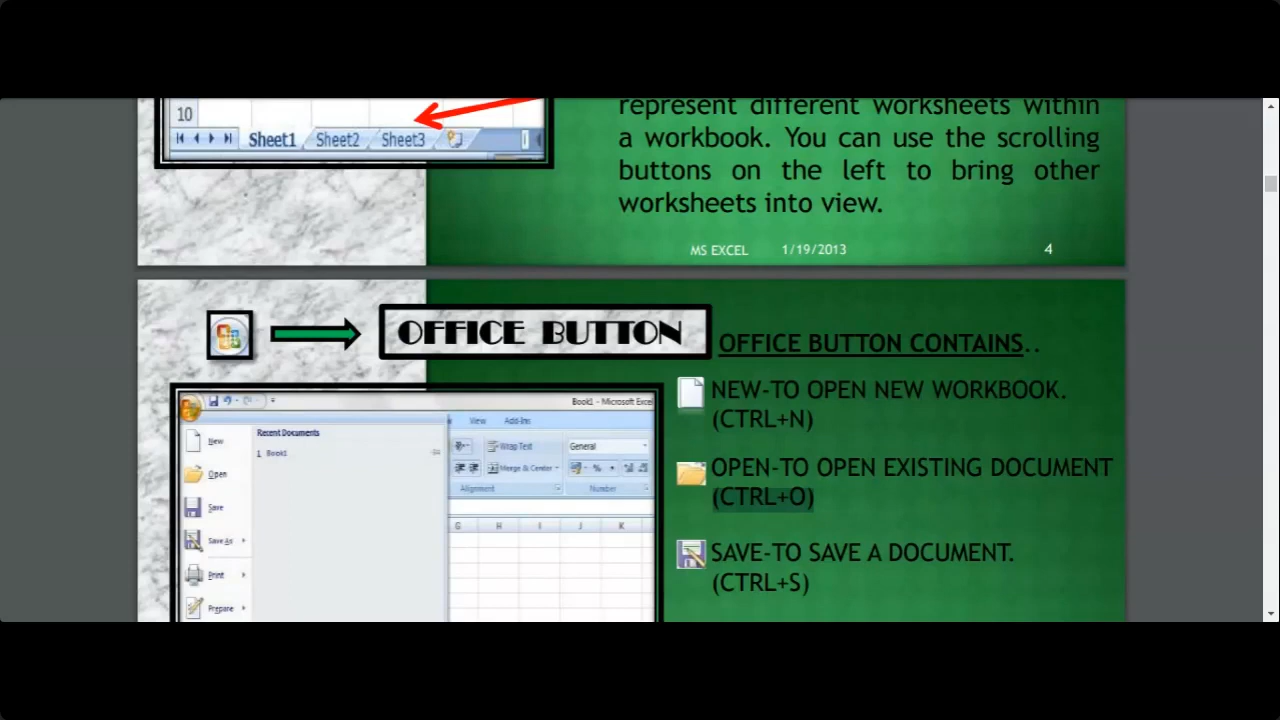 10
Sheet1 Sheet2 Sheet3
represent different worksheets within
a workbook. You can use the scrolling
buttons on the left to bring other
worksheets into view.
MS EXCEL 1/19/2013 4
OFFICE BUTTON
OFFICE BUTTON CONTAINS..
NEW-TO OPEN NEW WORKBOOK.
(CTRL+N)
OPEN-TO OPEN EXISTING DOCUMENT
(CTRL+O)
SAVE-TO SAVE A DOCUMENT.
(CTRL+S)
Book1 - Microsoft Exce
View Add-Ins
New
Open
Save
Save As
Print
Prepare
Recent Documents
1 Book1
Wrap Text
Merge & Center
General
%
Alignment
Number
G H I J K